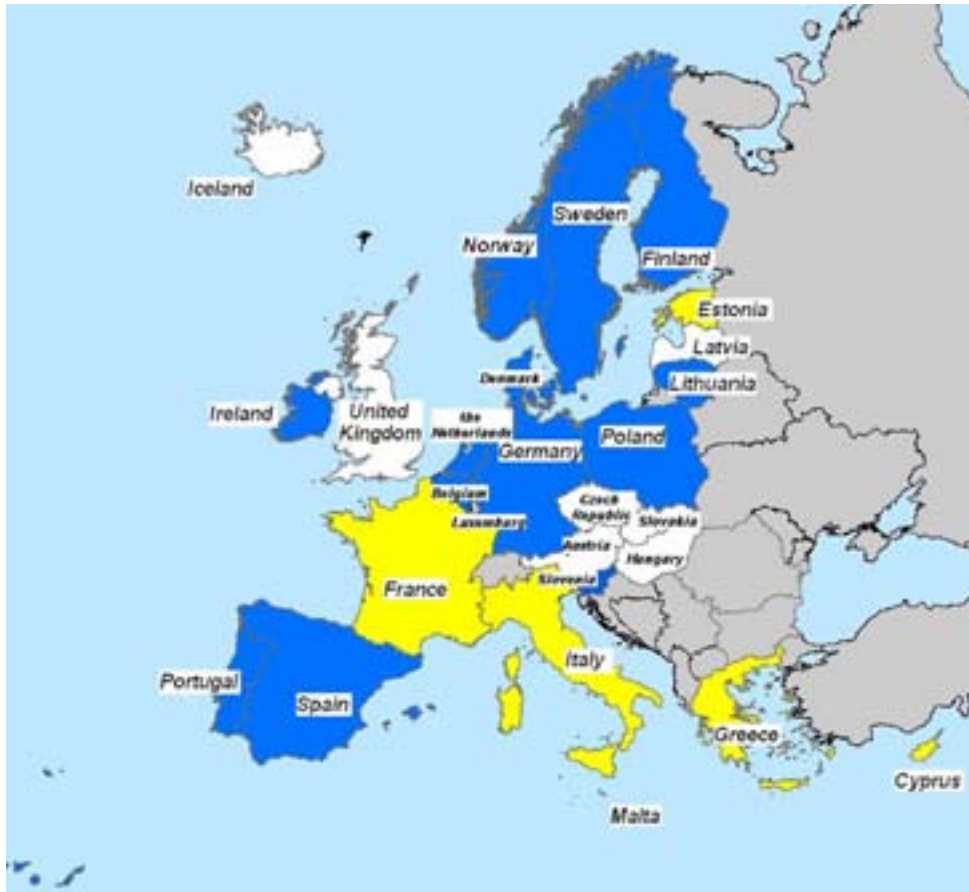 Iceland
Sweden
Norway
Finland
Estonia
Latvia
Denmark
Lithuania
Ireland
United
Kingdom
the
Netherlands
Poland
Germany
Belgium
Czech
Republic
Slovakia
Luxemburg
Austria
Hungary
Slovenia
France
Italy
Portugal
Spain
Greece
Cyprus
Malta